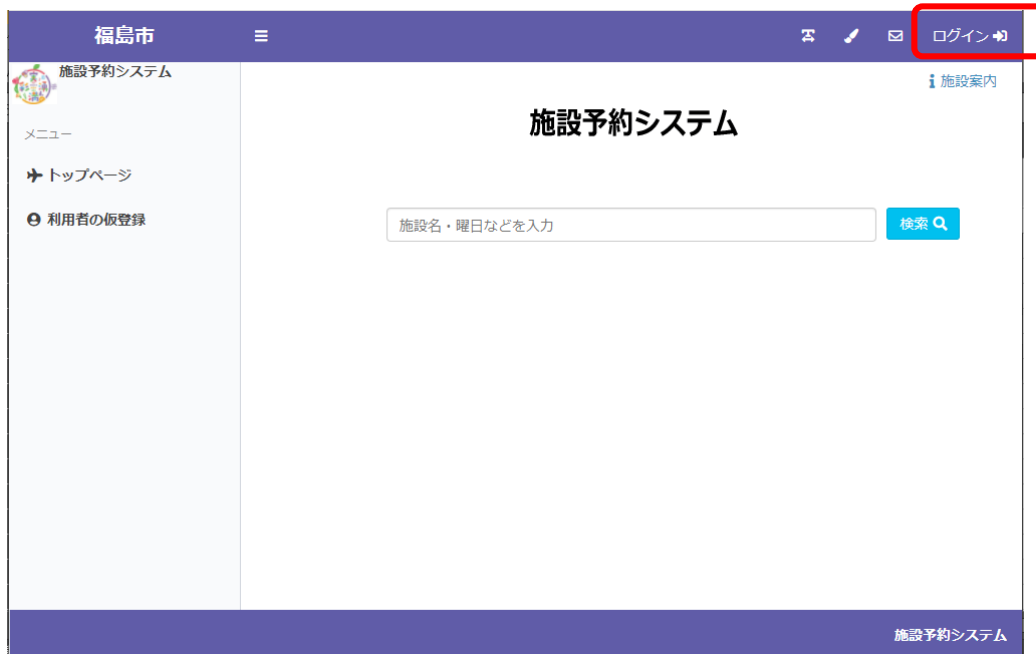 福島市
ログイン
施設予約システム
施設案内
メニュー
施設予約システム
トップページ
利用者の仮登録
施設名・曜日などを入力
検索
施設予約システム